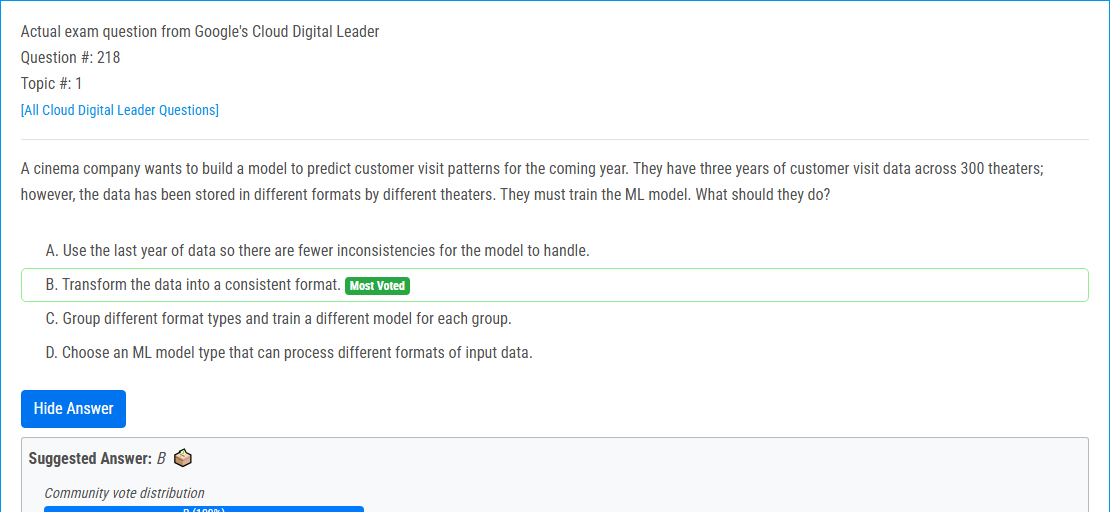 Actual exam question from Google's Cloud Digital Leader
Question #: 218
Topic #: 1
[All Cloud Digital Leader Questions]
A cinema company wants to build a model to predict customer visit patterns for the coming year. They have three years of customer visit data across 300 theaters;
however, the data has been stored in different formats by different theaters. They must train the ML model. What should they do?
A. Use the last year of data so there are fewer inconsistencies for the model to handle.
B. Transform the data into a consistent format. Most Voted
C. Group different format types and train a different model for each group.
D. Choose an ML model type that can process different formats of input data.
Hide Answer
Suggested Answer: B
Community vote distribution
B (100%)